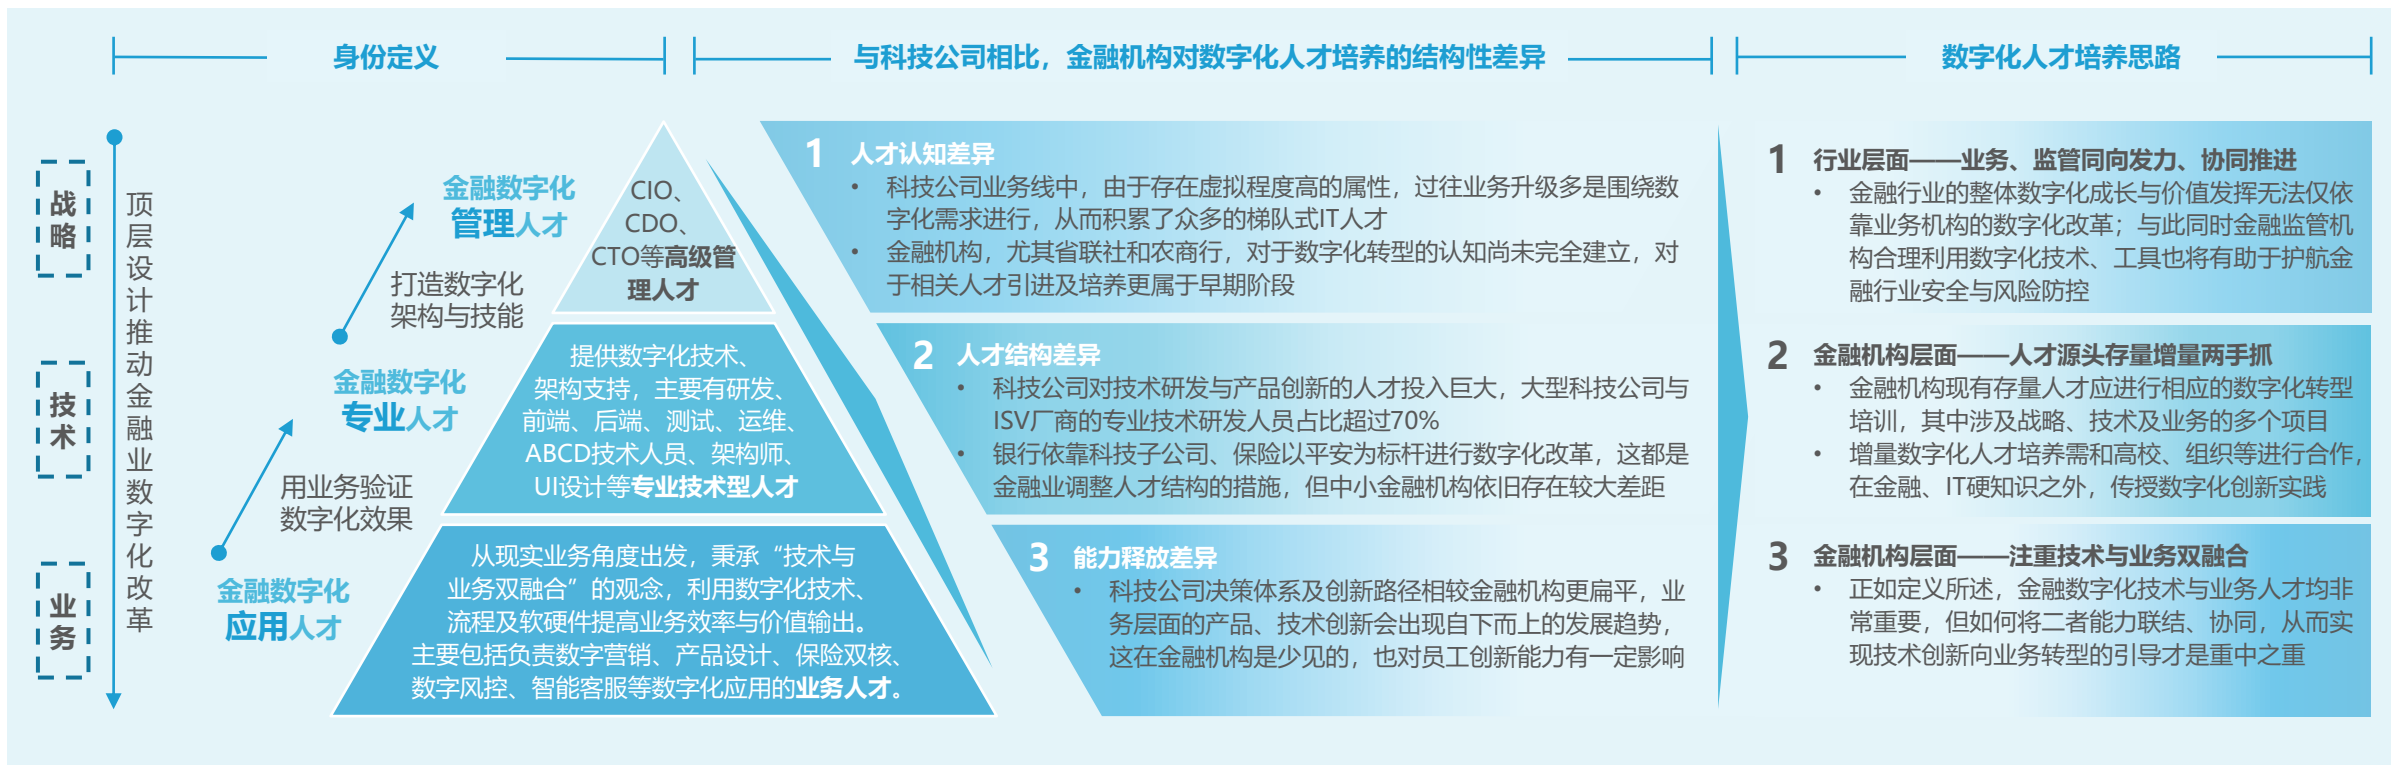 身份定义
与科技公司相比，金融机构对数字化人才培养的结构性差异
数字化人才培养思路
战略
技术
业务
顶层设计推动金融业数字化改革
金融数字化
管理人才
打造数字化
架构与技能
金融数字化
专业人才
用业务验证
数字化效果
金融数字化
应用人才
CIO、
CDO、
CTO等高级管
理人才
提供数字化技术、
架构支持，主要有研发、
前端、后端、测试、运维、
ABCD技术人员、架构师、
UI设计等专业技术型人才
从现实业务角度出发，秉承“技术与
业务双融合”的观念，利用数字化技术、
流程及软硬件提高业务效率与价值输出。
主要包括负责数字营销、产品设计、保险双核、
数字风控、智能客服等数字化应用的业务人才。
1 人才认知差异
• 科技公司业务线中，由于存在虚拟程度高的属性，过往业务升级多是围绕数
字化需求进行，从而积累了众多的梯队式IT人才
• 金融机构，尤其省联社和农商行，对于数字化转型的认知尚未完全建立，对
于相关人才引进及培养更属于早期阶段
2 人才结构差异
• 科技公司对技术研发与产品创新的人才投入巨大，大型科技公司与
ISV厂商的专业技术研发人员占比超过70%
• 银行依靠科技子公司、保险以平安为标杆进行数字化改革，这都是
金融业调整人才结构的措施，但中小金融机构依旧存在较大差距
3 能力释放差异
• 科技公司决策体系及创新路径相较金融机构更扁平，业
务层面的产品、技术创新会出现自下而上的发展趋势，
这在金融机构是少见的，也对员工创新能力有一定影响
1 行业层面——业务、监管同向发力、协同推进
• 金融行业的整体数字化成长与价值发挥无法仅依
靠业务机构的数字化改革；与此同时金融监管机
构合理利用数字化技术、工具也将有助于护航金
融行业安全与风险防控
2 金融机构层面——人才源头存量增量两手抓
• 金融机构现有存量人才应进行相应的数字化转型
培训，其中涉及战略、技术及业务的多个项目
• 增量数字化人才培养需和高校、组织等进行合作，
在金融、IT硬知识之外，传授数字化创新实践
3 金融机构层面——注重技术与业务双融合
• 正如定义所述，金融数字化技术与业务人才均非
常重要，但如何将二者能力联结、协同，从而实
现技术创新向业务转型的引导才是重中之重